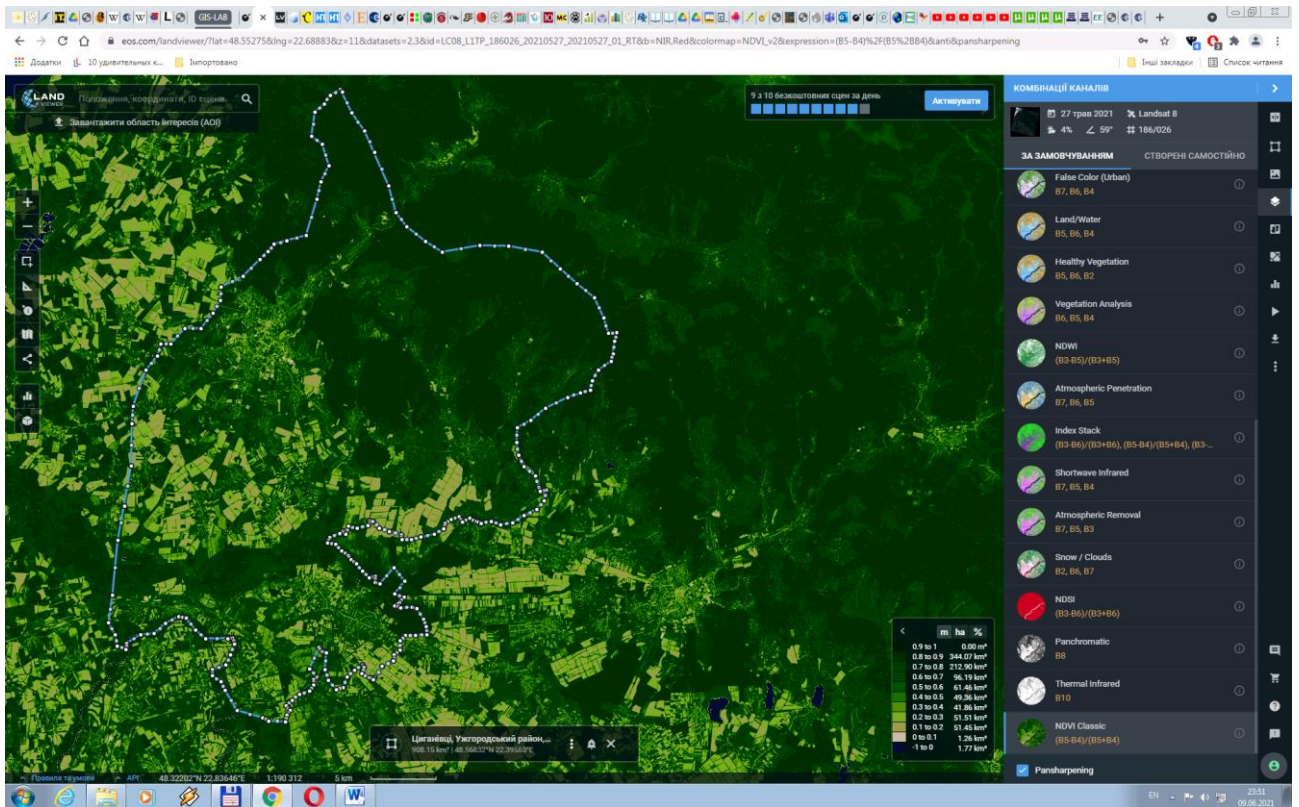 GIS-LAB
eos.com/landviewer/?lat=48.55275&lng=22.68883&z=11&datasets=2,3&id=LC08_L1TP_186026_20210527_20210527_01_RT&b=NIR,Red&colormap=NDVI_v2&expression=(B5-B4)%2F(B5%2BB4)&anti&pansharpening
Додатки
10 удивительных к...
Імпортовано
Інші закладки
Список читання
LAND
VIEWER
Положення, координати, ID сцени.
Завантажити область інтересів (AOI)
9 з 10 безкоштовних сцен за день
Активувати
КОМБІНАЦІЇ КАНАЛІВ
27 трав 2021 Landsat 8
4% 59° 186/026
ЗА ЗАМОВЧУВАННЯМ СТВОРЕНІ САМОСТІЙНО
False Color (Urban)
B7, B6, B4
Land/Water
B5, B6, B4
Healthy Vegetation
B5, B6, B2
Vegetation Analysis
B6, B5, B4
NDWI
(B3-B5)/(B3+B5)
Atmospheric Penetration
B7, B6, B5
Index Stack
(B3-B6)/(B3+B6), (B5-B4)/(B5+B4), (B3-...
Shortwave Infrared
B7, B5, B4
Atmospheric Removal
B7, B5, B3
Snow / Clouds
B2, B6, B7
NDSI
(B3-B6)/(B3+B6)
Panchromatic
B8
Thermal Infrared
B10
NDVI Classic
(B5-B4)/(B5+B4)
Pansharpening
m ha %
0.9 to 1 0.00 m²
0.8 to 0.9 344.07 km²
0.7 to 0.8 212.90 km²
0.6 to 0.7 96.19 km²
0.5 to 0.6 61.46 km²
0.4 to 0.5 49.36 km²
0.3 to 0.4 41.86 km²
0.2 to 0.3 51.51 km²
0.1 to 0.2 51.45 km²
0 to 0.1 1.26 km²
-1 to 0 1.77 km²
Циганівці, Ужгородський район,...
908.15 km² | 48.56832°N 22.39563°E
Правила та умови API 48.32202°N 22.83646°E 1:190 312 5 km
EN
23:51
09.06.2021